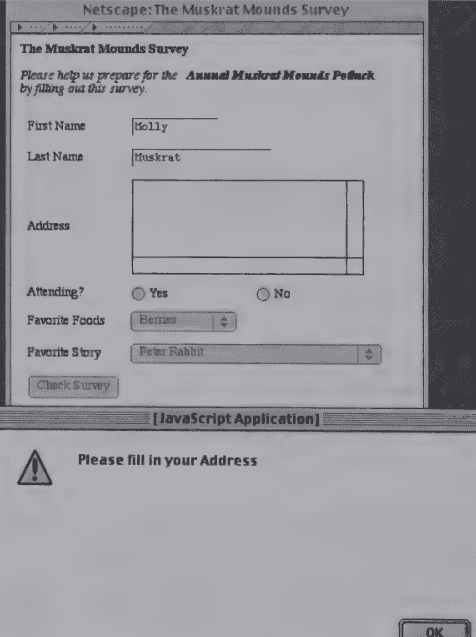 Netscape: The Muskrat Mounds Survey
The Muskrat Mounds Survey
Please help us prepare for the Annual Muskrat Mounds Potluck
by filling out this survey.
First Name Molly
Last Name Muskrat
Address
Attending? Yes No
Favorite Foods Berries
Favorite Story Peter Rabbit
Check Survey
[JavaScript Application]
Please fill in your Address
OK